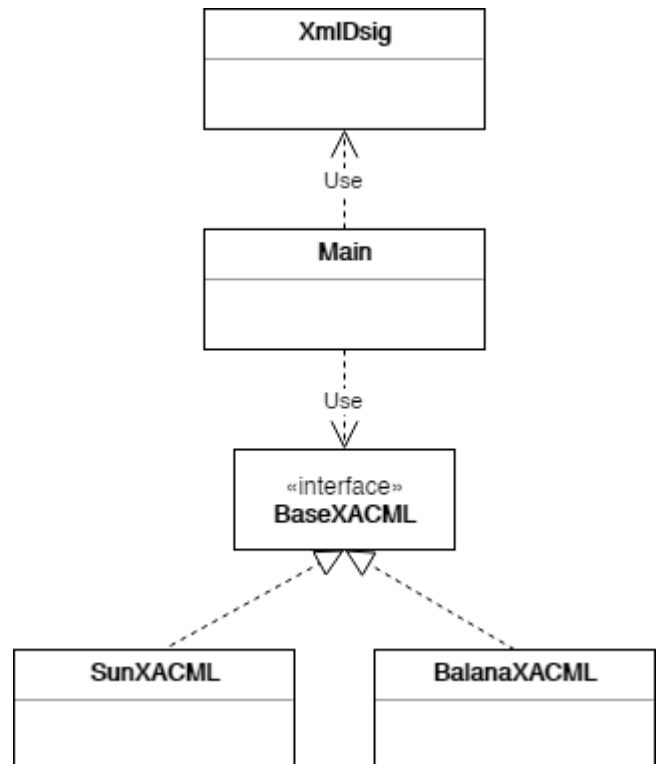 XmlDsig
Use
Main
Use
«interface»
BaseXACML
SunXACML
BalanaXACML